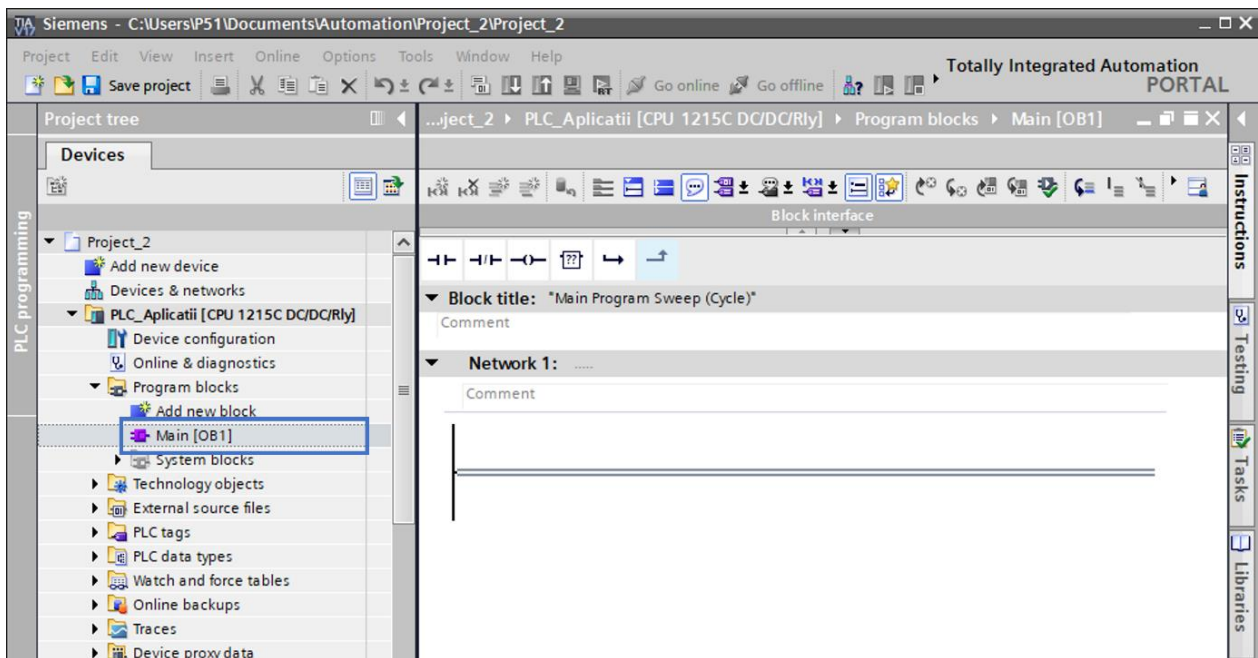 Siemens - C:\Users\P51\Documents\Automation\Project_2\Project_2
Project Edit View Insert Online Options Tools Window Help
Totally Integrated Automation
PORTAL
Save project
Go online
Go offline
Project tree
...ject_2 ▸ PLC_Aplicatii [CPU 1215C DC/DC/Rly] ▸ Program blocks ▸ Main [OB1]
Devices
Block interface
PLC programming
Project_2
Add new device
Devices & networks
PLC_Aplicatii [CPU 1215C DC/DC/Rly]
Device configuration
Online & diagnostics
Program blocks
Add new block
Main [OB1]
System blocks
Technology objects
External source files
PLC tags
PLC data types
Watch and force tables
Online backups
Traces
Device proxy data
??
Block title: "Main Program Sweep (Cycle)"
Comment
Network 1: .....
Comment
Instructions
Testing
Tasks
Libraries